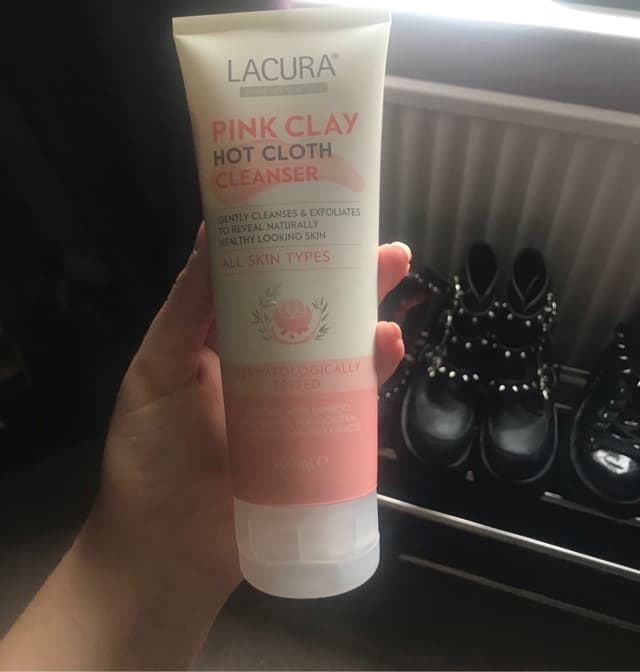 LACURA®
PINK CLAY
HOT CLOTH
CLEANSER
GENTLY CLEANSES & EXFOLIATES
TO REVEAL NATURALLY
HEALTHY LOOKING SKIN
ALL SKIN TYPES
DERMATOLOGICALLY
TESTED